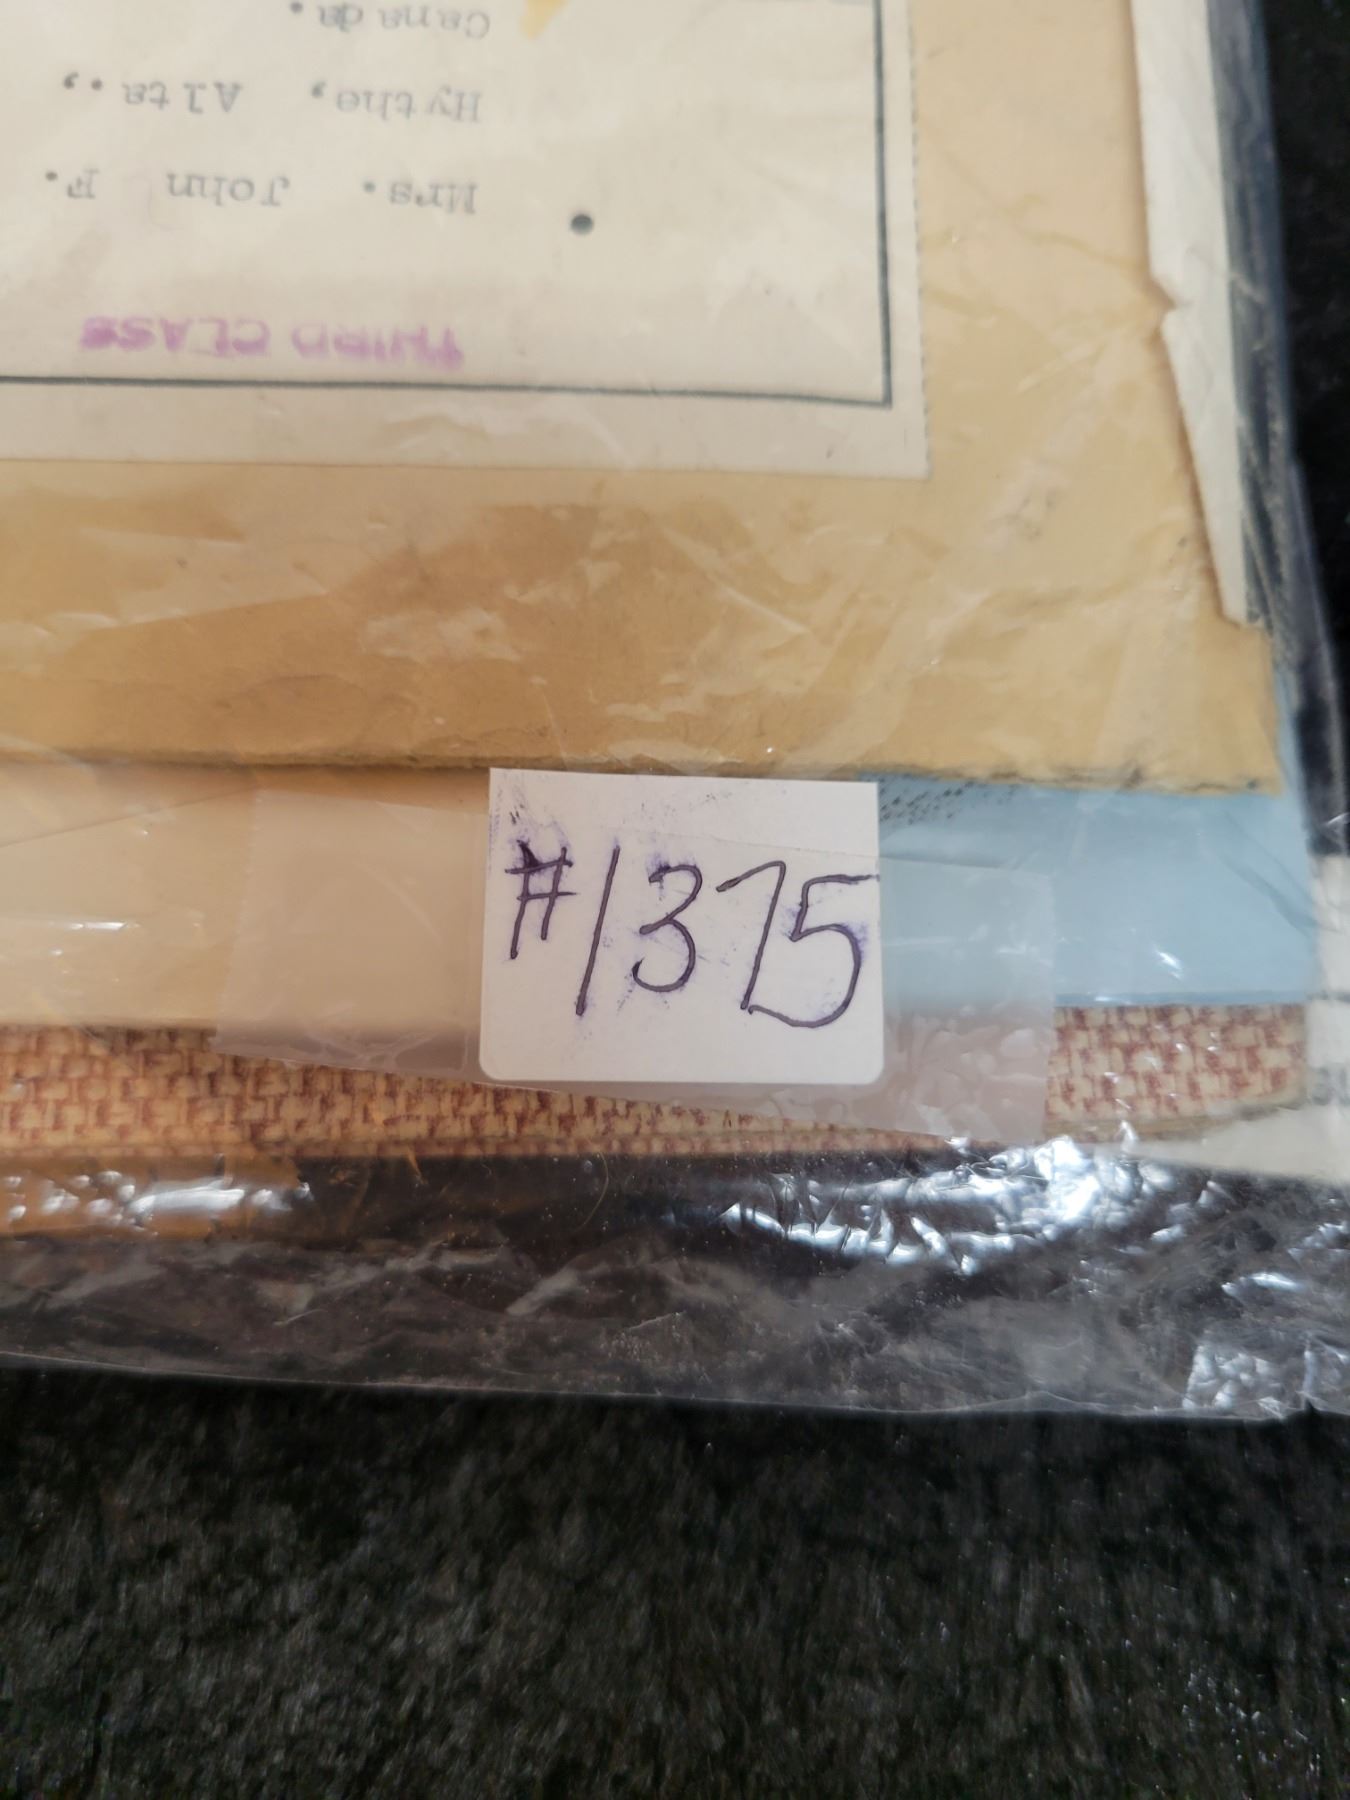 THIRD CLASS
Mrs. John F.
Hythe, Alta.,
Canada.
#1375